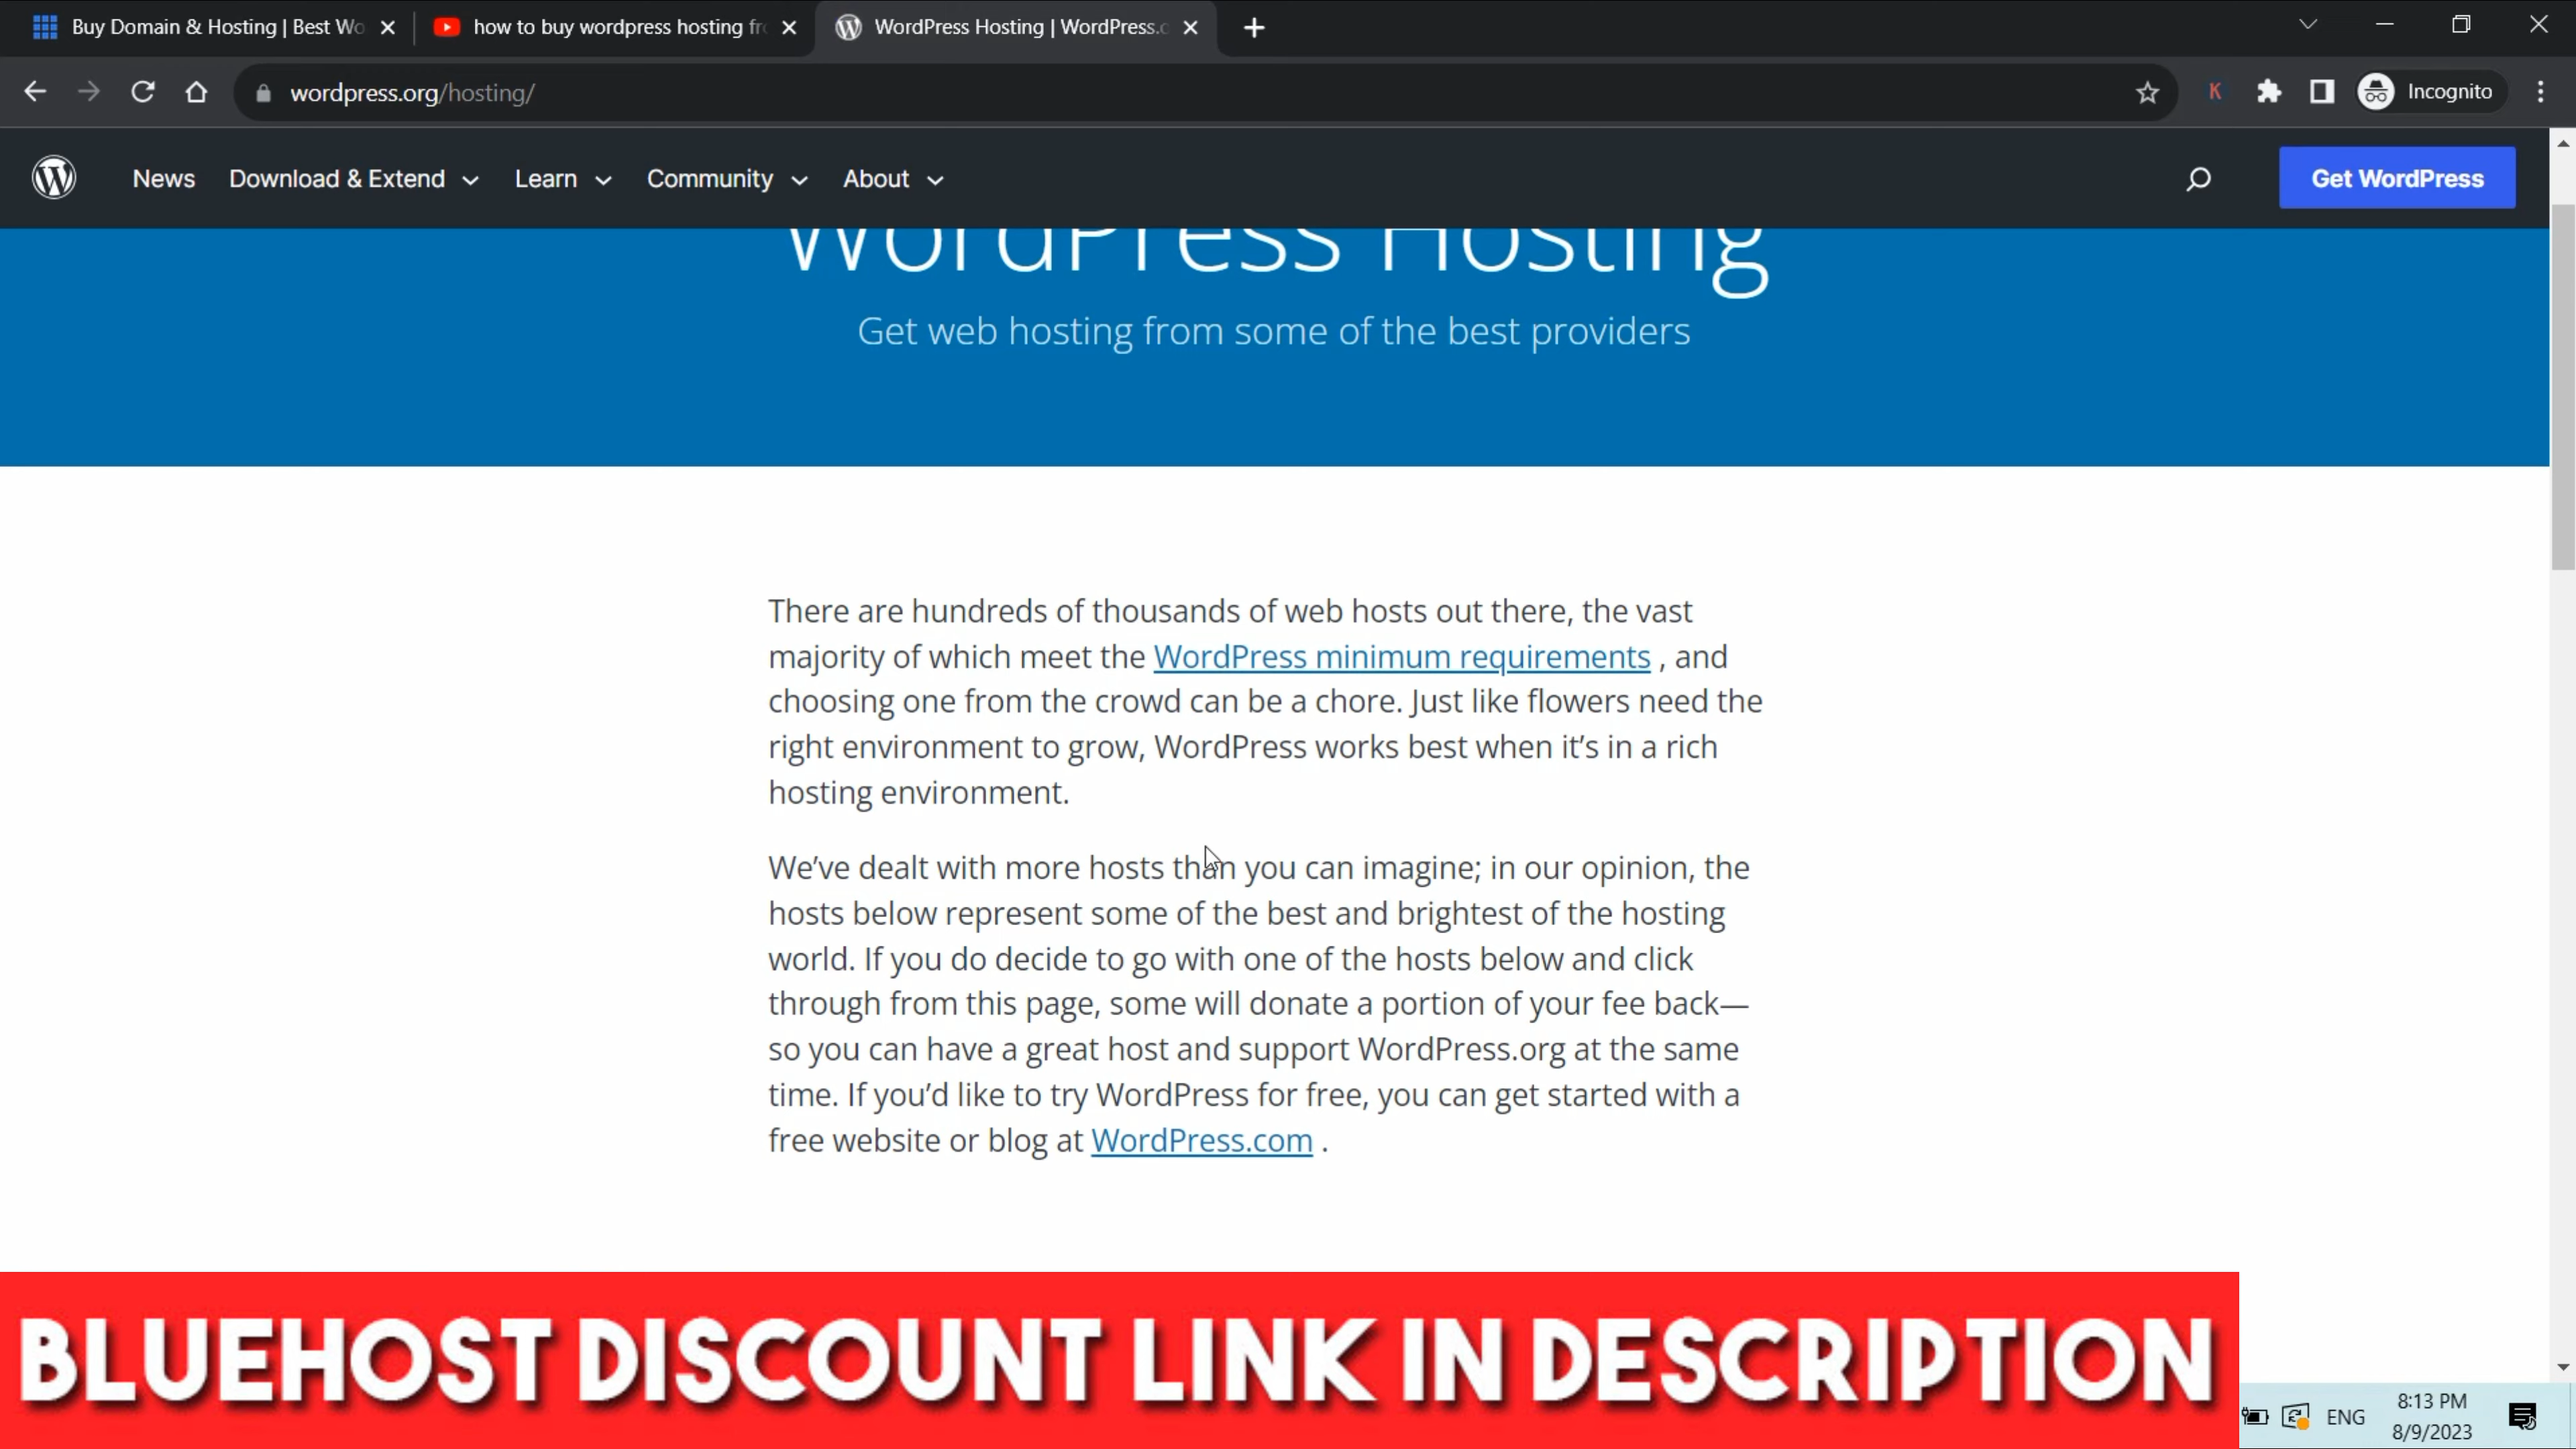 Buy Domain & Hosting | Best Wo
how to buy wordpress hosting fr
WordPress Hosting | WordPress.o
wordpress.org/hosting/
K
Incognito
News
Download & Extend
Learn
Community
About
Get WordPress
WordPress Hosting
Get web hosting from some of the best providers
There are hundreds of thousands of web hosts out there, the vast
majority of which meet the WordPress minimum requirements , and
choosing one from the crowd can be a chore. Just like flowers need the
right environment to grow, WordPress works best when it’s in a rich
hosting environment.
We’ve dealt with more hosts than you can imagine; in our opinion, the
hosts below represent some of the best and brightest of the hosting
world. If you do decide to go with one of the hosts below and click
through from this page, some will donate a portion of your fee back—
so you can have a great host and support WordPress.org at the same
time. If you’d like to try WordPress for free, you can get started with a
free website or blog at WordPress.com .
BLUEHOST DISCOUNT LINK IN DESCRIPTION
ENG
8:13 PM
8/9/2023